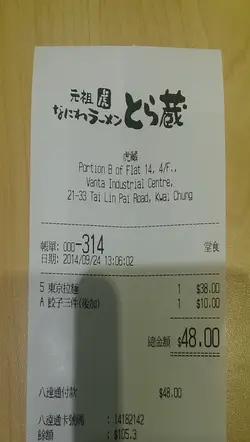 元祖 虎
なにわラーメン とら蔵
虎藏
Portion B of Flat 14, 4/F.,
Vanta Industrial Centre,
21-33 Tai Lin Pai Road, Kwai Chung
帳單: 000-314 堂食
日期: 2014/09/24 13:06:02
5 東京拉麵 1 $38.00
A 餃子三件(後加) 1 $10.00
總金額 $48.00
八達通付款 $48.00
八達通卡號碼 : 14182142
餘額 : $105.3